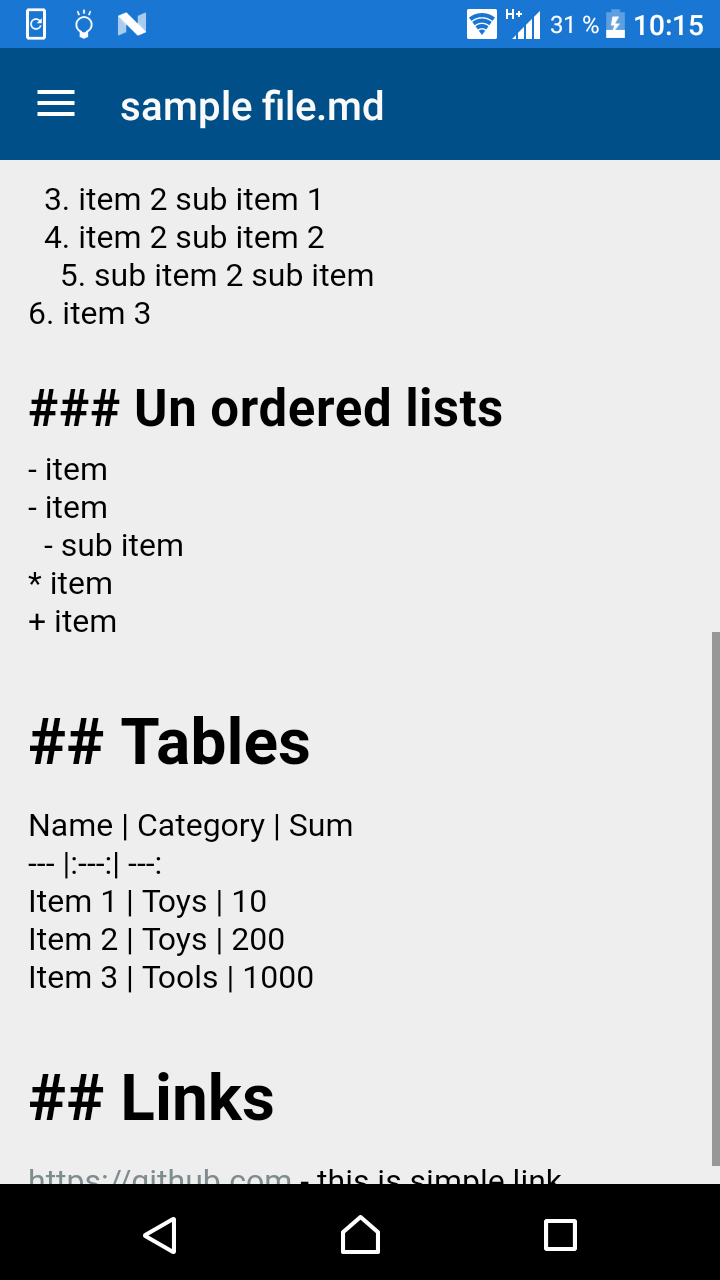 H+ 31 % 10:15
sample file.md
3. item 2 sub item 1
4. item 2 sub item 2
5. sub item 2 sub item
6. item 3
### Un ordered lists
- item
- item
- sub item
* item
+ item
## Tables
Name | Category | Sum
--- |:---:| ---:
Item 1 | Toys | 10
Item 2 | Toys | 200
Item 3 | Tools | 1000
## Links
https://github.com - this is simple link